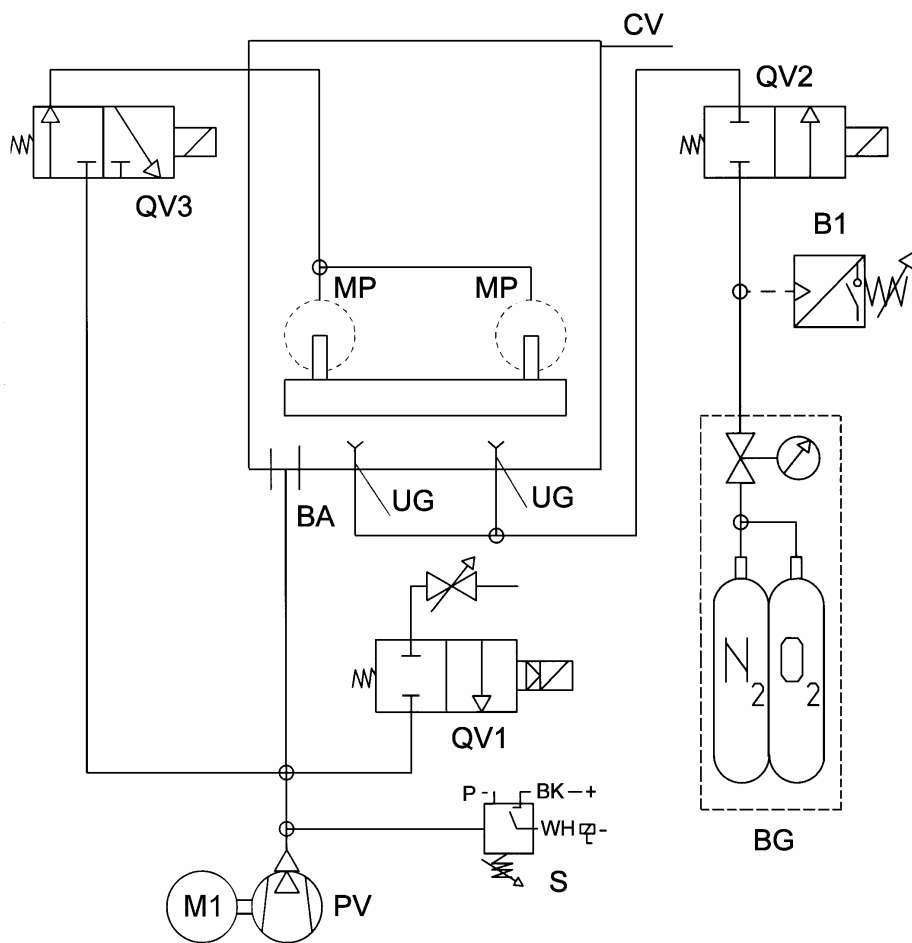 CV
QV2
QV3
B1
MP
MP
UG
UG
BA
N2
O2
QV1
P - BK - +
WH -
S
BG
M1
PV